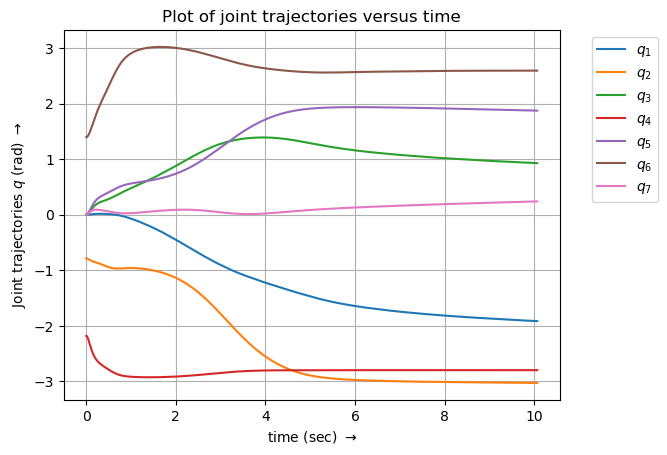 Plot of joint trajectories versus time
Joint trajectories q (rad) →
3
2
1
0
−1
−2
−3
0 2 4 6 8 10
time (sec) →
q₁
q₂
q₃
q₄
q₅
q₆
q₇